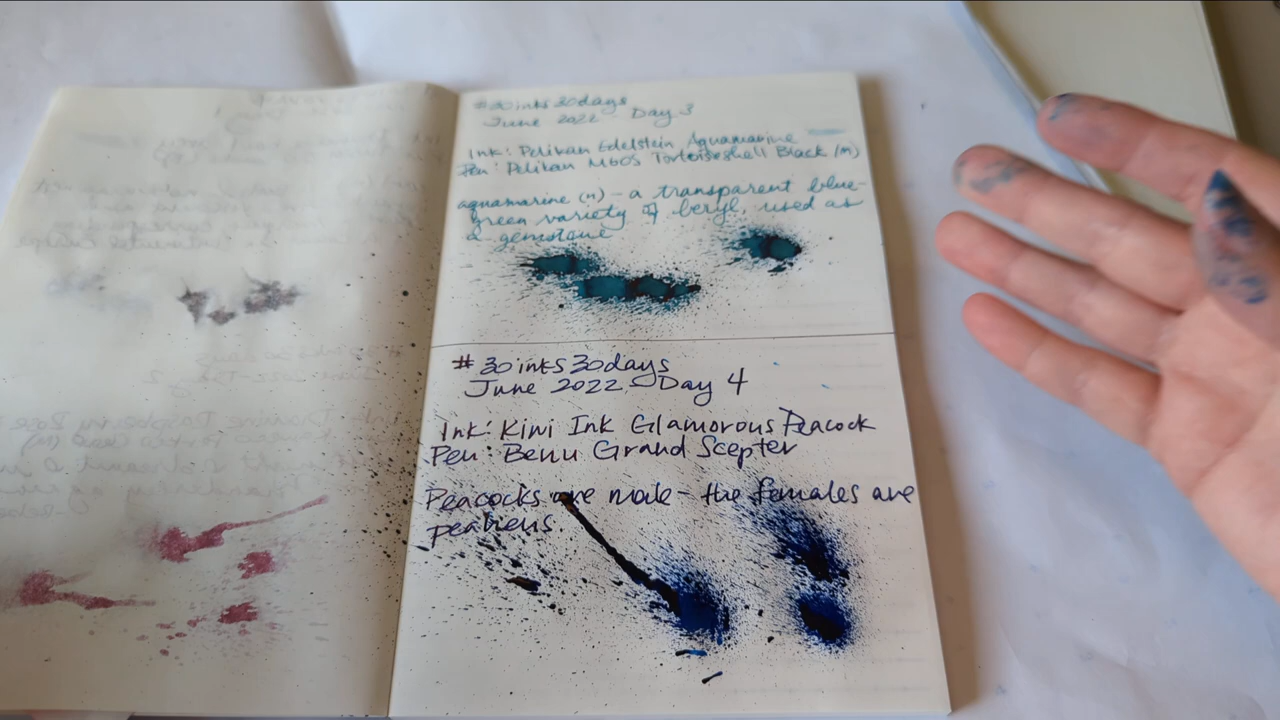 #30inks30days
June 2022 Day 3
Ink: Pelikan Edelstein Aquamarine
Pen: Pelikan M605 Tortoiseshell Black (M)
aquamarine (n) - a transparent blue-
green variety of beryl, used as
a gemstone
#30inks30days
June 2022 Day 4
Ink: Kiwi Ink Glamorous Peacock
Pen: Benu Grand Scepter
Peacocks are male - the females are
peahens.